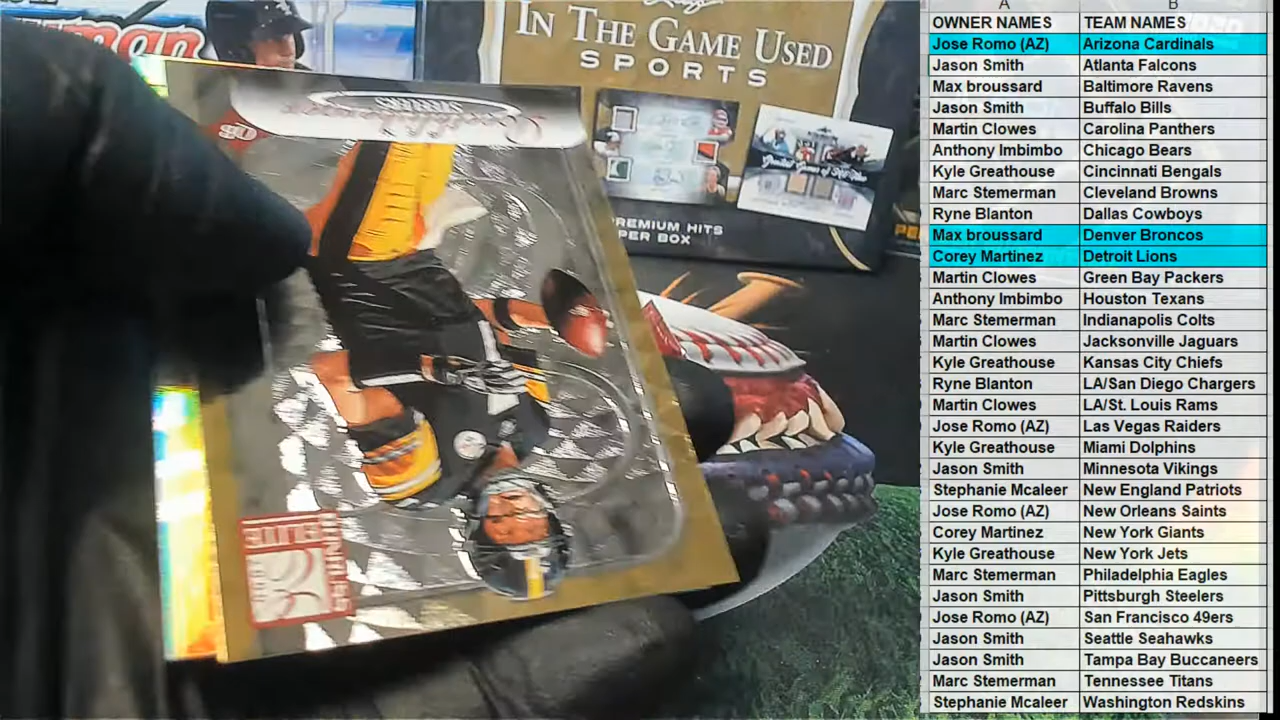 IN THE GAME USED
SPORTS
PREMIUM HITS
PER BOX
ELITE
A B
OWNER NAMES TEAM NAMES
Jose Romo (AZ) Arizona Cardinals
Jason Smith Atlanta Falcons
Max broussard Baltimore Ravens
Jason Smith Buffalo Bills
Martin Clowes Carolina Panthers
Anthony Imbimbo Chicago Bears
Kyle Greathouse Cincinnati Bengals
Marc Stemerman Cleveland Browns
Ryne Blanton Dallas Cowboys
Max broussard Denver Broncos
Corey Martinez Detroit Lions
Martin Clowes Green Bay Packers
Anthony Imbimbo Houston Texans
Marc Stemerman Indianapolis Colts
Martin Clowes Jacksonville Jaguars
Kyle Greathouse Kansas City Chiefs
Ryne Blanton LA/San Diego Chargers
Martin Clowes LA/St. Louis Rams
Jose Romo (AZ) Las Vegas Raiders
Kyle Greathouse Miami Dolphins
Jason Smith Minnesota Vikings
Stephanie Mcaleer New England Patriots
Jose Romo (AZ) New Orleans Saints
Corey Martinez New York Giants
Kyle Greathouse New York Jets
Marc Stemerman Philadelphia Eagles
Jason Smith Pittsburgh Steelers
Jose Romo (AZ) San Francisco 49ers
Jason Smith Seattle Seahawks
Jason Smith Tampa Bay Buccaneers
Marc Stemerman Tennessee Titans
Stephanie Mcaleer Washington Redskins